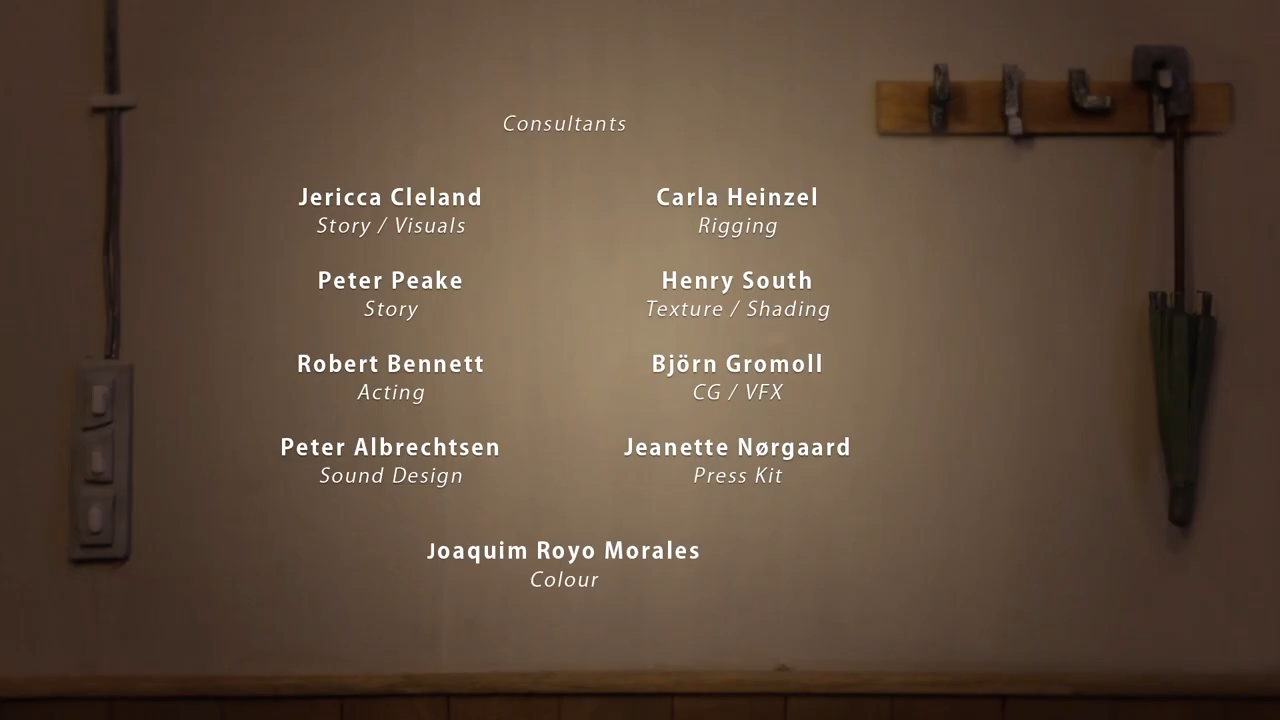 Consultants
Jericca Cleland
Story / Visuals
Carla Heinzel
Rigging
Peter Peake
Story
Henry South
Texture / Shading
Robert Bennett
Acting
Björn Gromoll
CG / VFX
Peter Albrechtsen
Sound Design
Jeanette Nørgaard
Press Kit
Joaquim Royo Morales
Colour